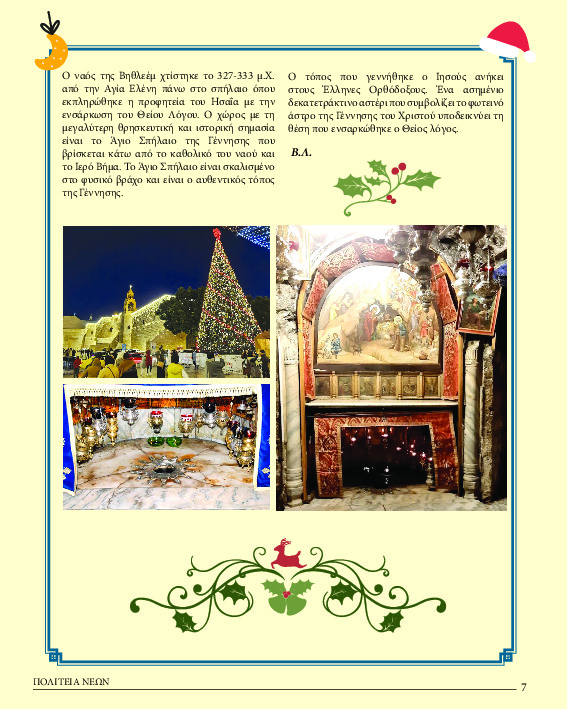 Ο ναός της Βηθλεέμ χτίστηκε το 327-333 μ.Χ.
από την Αγία Ελένη πάνω στο σπήλαιο όπου
εκπληρώθηκε η προφητεία του Ησαΐα με την
ενσάρκωση του Θείου Λόγου. Ο χώρος με τη
μεγαλύτερη θρησκευτική και ιστορική σημασία
είναι το Άγιο Σπήλαιο της Γέννησης που
βρίσκεται κάτω από το καθολικό του ναού και
το Ιερό Βήμα. Το Άγιο Σπήλαιο είναι σκαλισμένο
στο φυσικό βράχο και είναι ο αυθεντικός τόπος
της Γέννησης.
Ο τόπος που γεννήθηκε ο Ιησούς ανήκει
στους Έλληνες Ορθόδοξους. Ένα ασημένιο
δεκατετράκτινο αστέρι που συμβολίζει το φωτεινό
άστρο της Γέννησης του Χριστού υποδεικνύει τη
θέση που ενσαρκώθηκε ο Θείος λόγος.
Β.Λ.
ΠΟΛΙΤΕΙΑ ΝΕΩΝ
7